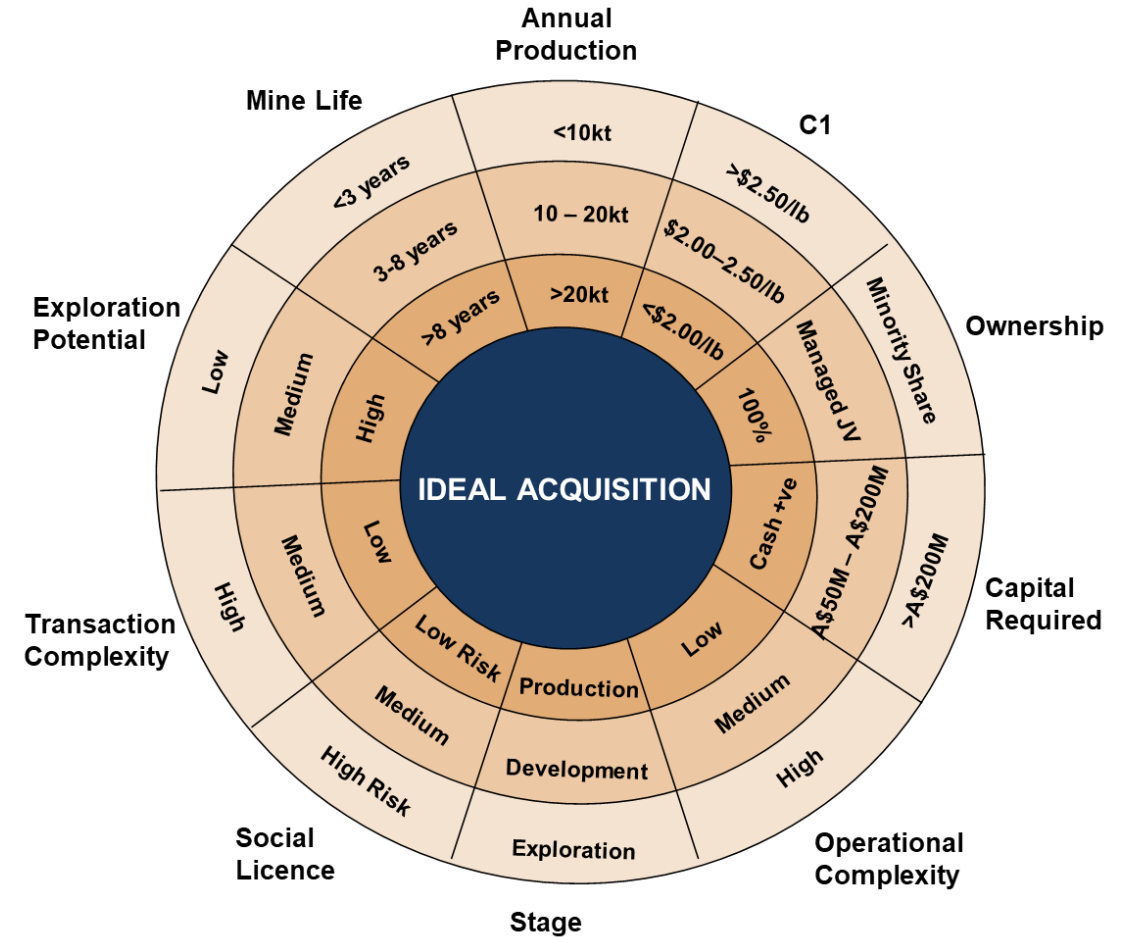 Annual
Production
<10kt
10 – 20kt
>20kt
C1
>$2.50/lb
$2.00–2.50/lb
<$2.00/lb
Ownership
Minority Share
Managed JV
100%
Capital
Required
>A$200M
A$50M – A$200M
Cash +ve
Operational
Complexity
High
Medium
Low
Stage
Exploration
Development
Production
Social
Licence
High Risk
Medium
Low Risk
Transaction
Complexity
High
Medium
Low
Exploration
Potential
Low
Medium
High
Mine Life
<3 years
3-8 years
>8 years
IDEAL ACQUISITION